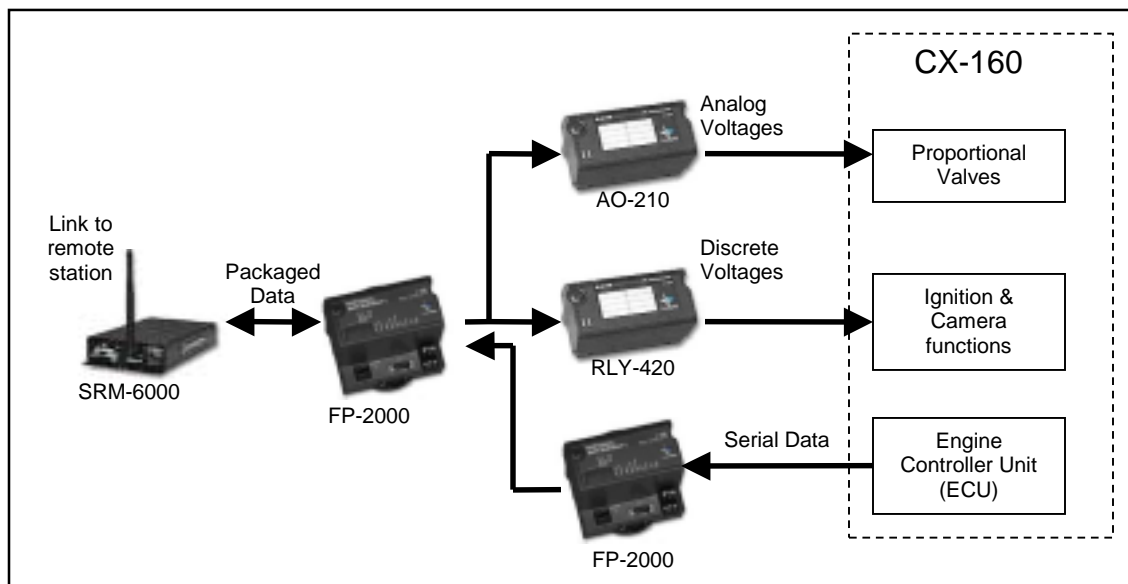 CX-160
Analog
Voltages
Proportional
Valves
AO-210
Link to
remote
station
Packaged
Data
Discrete
Voltages
Ignition &
Camera
functions
SRM-6000
FP-2000
RLY-420
Serial Data
Engine
Controller Unit
(ECU)
FP-2000